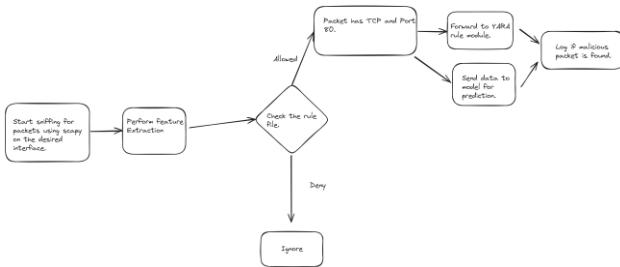 Packet has TCP and Port
80.
Forward to YARA
rule module.
Log if malicious
packet is found.
Allowed
Send data to
model for
prediction.
Start sniffing for
packets using scapy
on the desired
interface.
Perform feature
Extraction
Check the rule
file.
Deny
Ignore